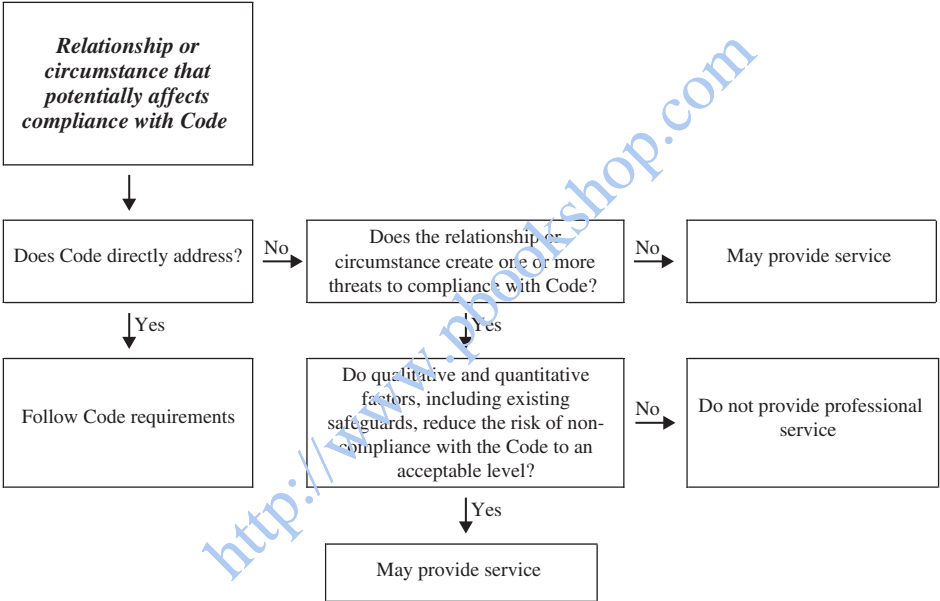 Relationship or
circumstance that
potentially affects
compliance with Code
Does Code directly address?
No
Does the relationship or
circumstance create one or more
threats to compliance with Code?
No
May provide service
Yes
Yes
Follow Code requirements
Do qualitative and quantitative
factors, including existing
safeguards, reduce the risk of non-
compliance with the Code to an
acceptable level?
No
Do not provide professional
service
Yes
May provide service
http://www.pbookshop.com